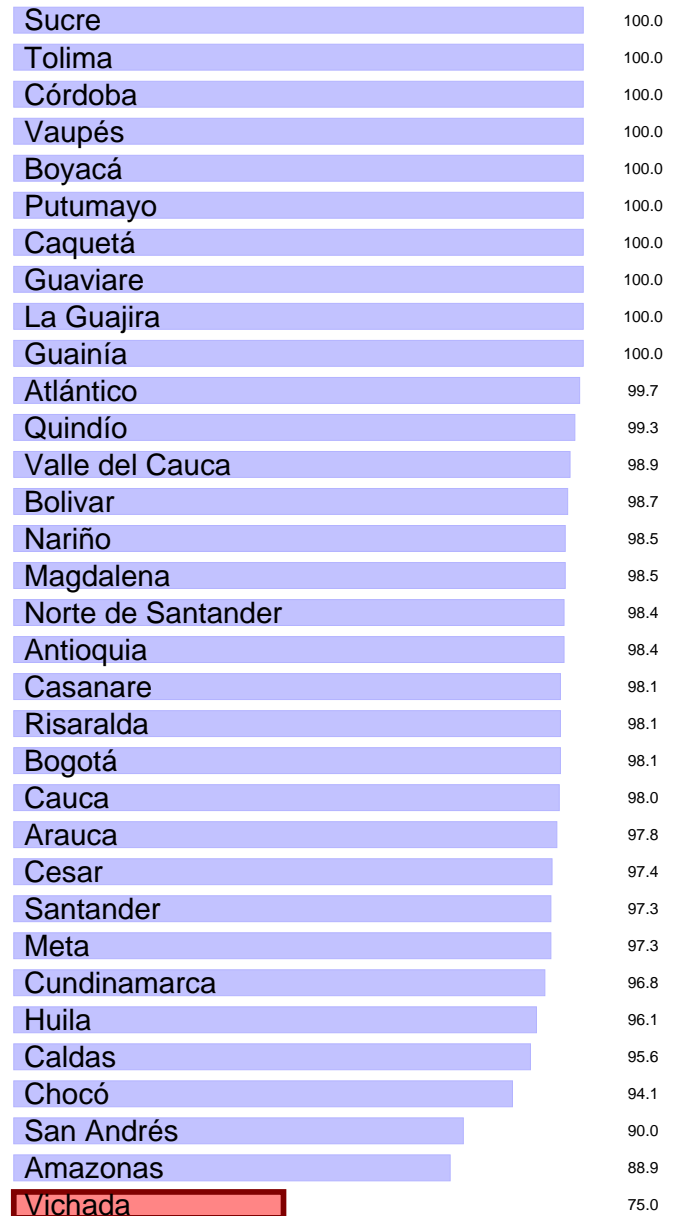 Sucre 100.0
Tolima 100.0
Córdoba 100.0
Vaupés 100.0
Boyacá 100.0
Putumayo 100.0
Caquetá 100.0
Guaviare 100.0
La Guajira 100.0
Guainía 100.0
Atlántico 99.7
Quindío 99.3
Valle del Cauca 98.9
Bolivar 98.7
Nariño 98.5
Magdalena 98.5
Norte de Santander 98.4
Antioquia 98.4
Casanare 98.1
Risaralda 98.1
Bogotá 98.1
Cauca 98.0
Arauca 97.8
Cesar 97.4
Santander 97.3
Meta 97.3
Cundinamarca 96.8
Huila 96.1
Caldas 95.6
Chocó 94.1
San Andrés 90.0
Amazonas 88.9
Vichada 75.0